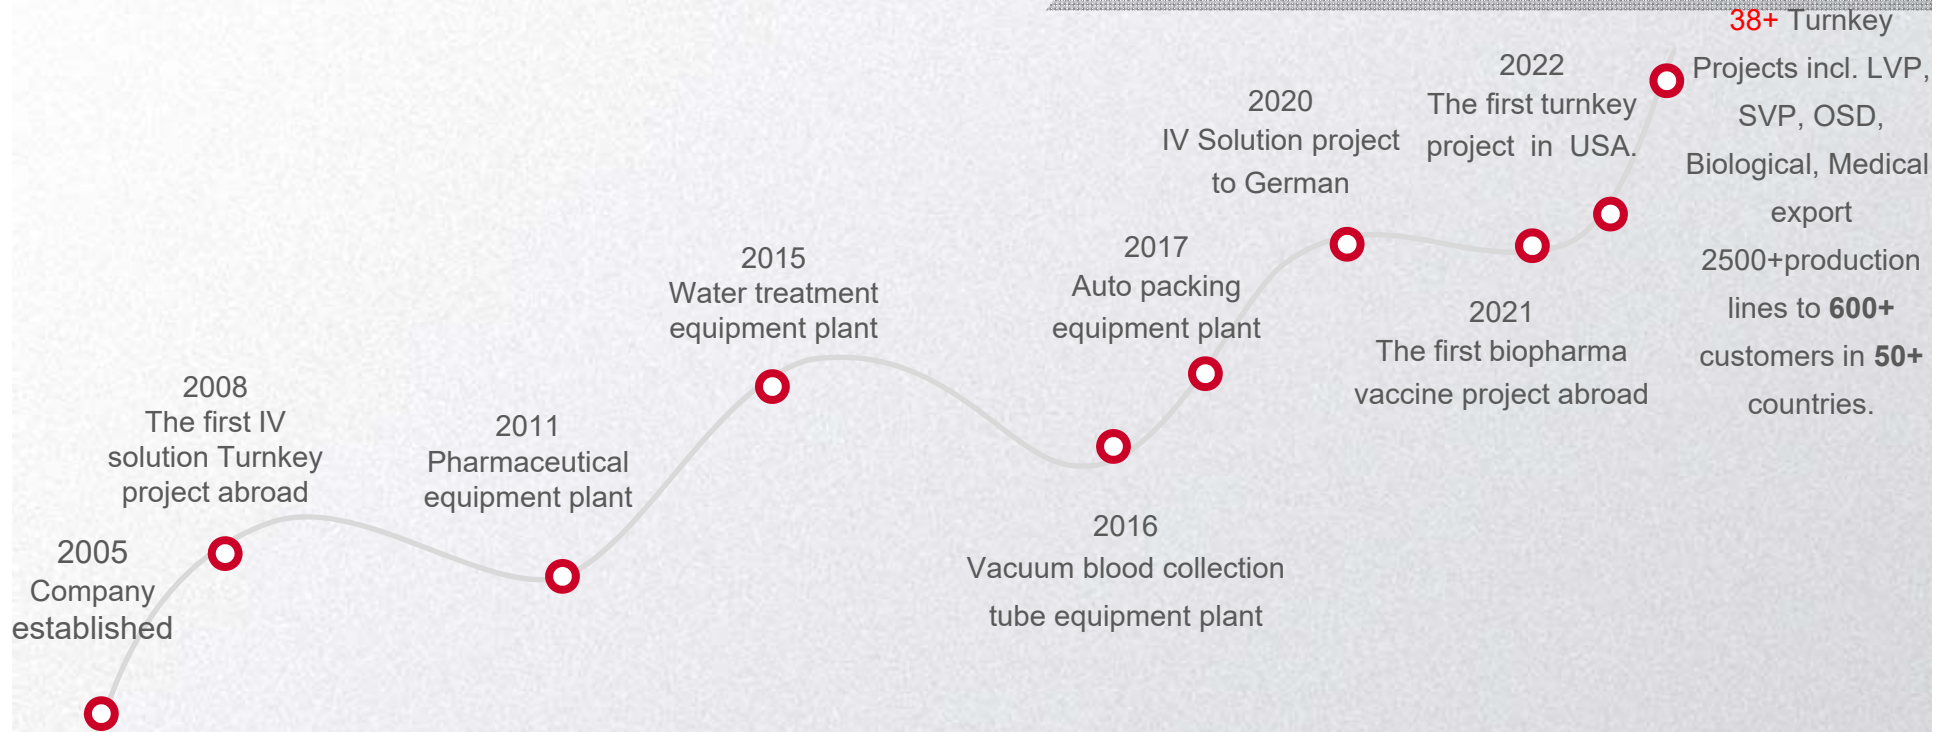 2005
Company
established
2008
The first IV
solution Turnkey
project abroad
2011
Pharmaceutical
equipment plant
2015
Water treatment
equipment plant
2016
Vacuum blood collection
tube equipment plant
2017
Auto packing
equipment plant
2020
IV Solution project
to German
2021
The first biopharma
vaccine project abroad
2022
The first turnkey
project in USA.
38+ Turnkey
Projects incl. LVP,
SVP, OSD,
Biological, Medical
export
2500+production
lines to 600+
customers in 50+
countries.